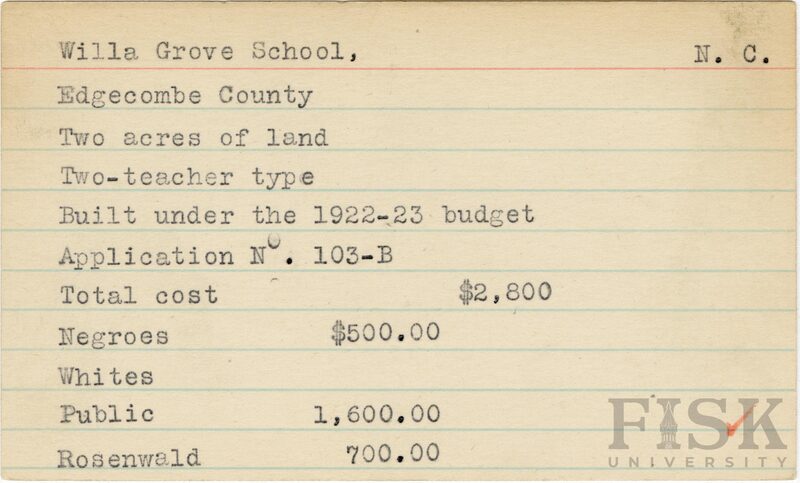 Willa Grove School, N. C.
Edgecombe County
Two acres of land
Two-teacher type
Built under the 1922-23 budget
Application No. 103-B
Total cost $2,800
Negroes $500.00
Whites
Public 1,600.00
Rosenwald 700.00
FISK
UNIVERSITY